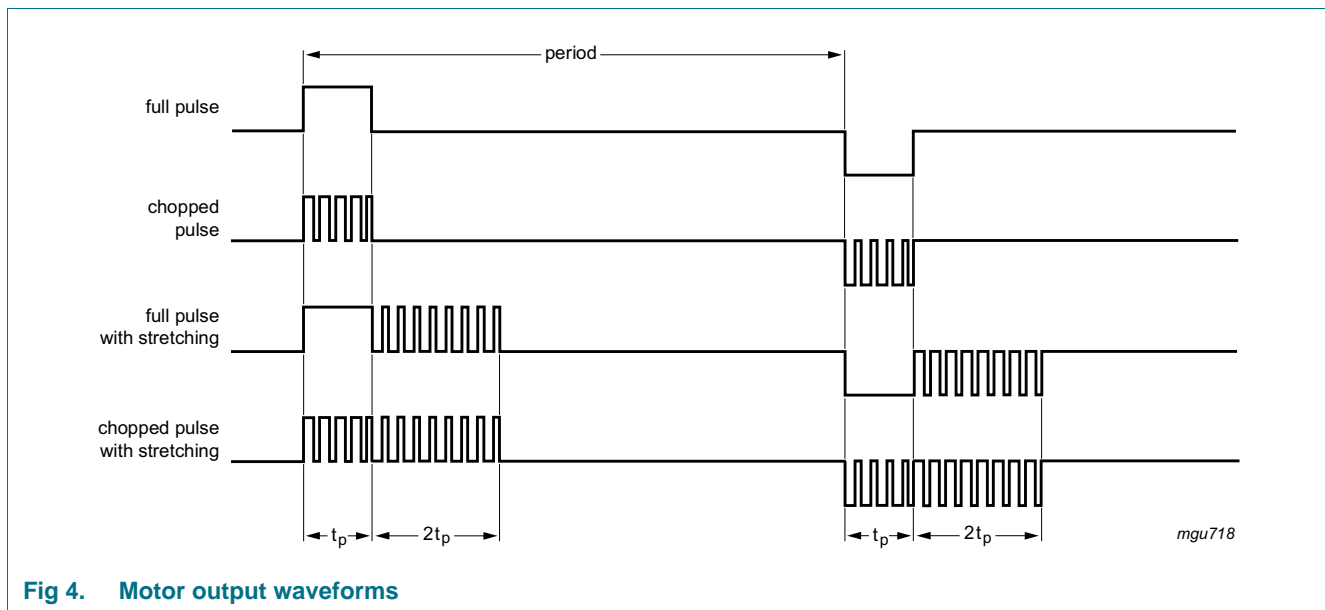 period
full pulse
chopped
pulse
full pulse
with stretching
chopped pulse
with stretching
tp 2tp tp 2tp
mgu718
Fig 4. Motor output waveforms